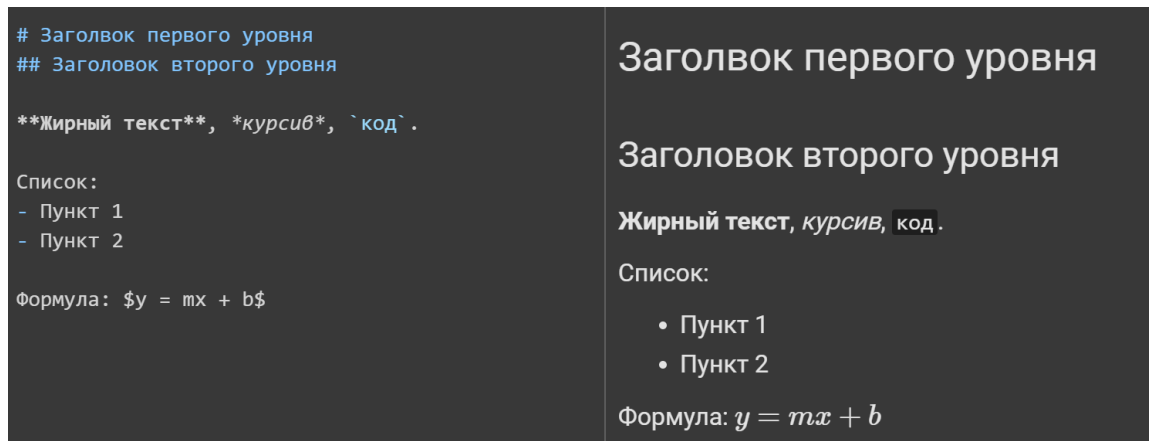 # Заголвок первого уровня
## Заголовок второго уровня
**Жирный текст**, *курсив*, `код`.
Список:
- Пункт 1
- Пункт 2
Формула: $y = mx + b$
Заголвок первого уровня
Заголовок второго уровня
Жирный текст, курсив, код.
Список:
• Пункт 1
• Пункт 2
Формула: y = mx + b